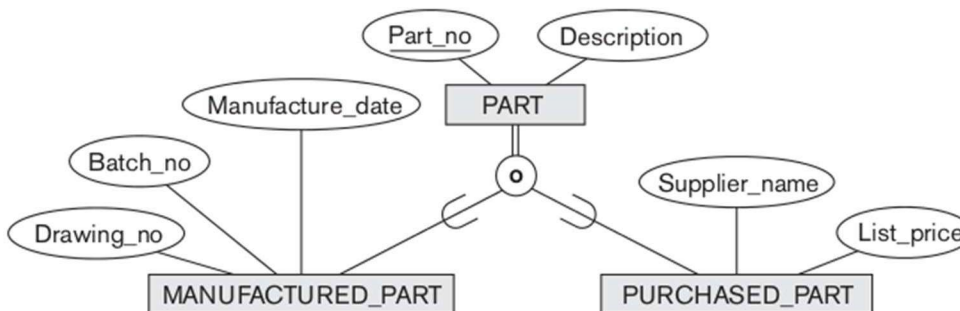 Part_no
Description
PART
Manufacture_date
Batch_no
o
Supplier_name
Drawing_no
List_price
MANUFACTURED_PART
PURCHASED_PART